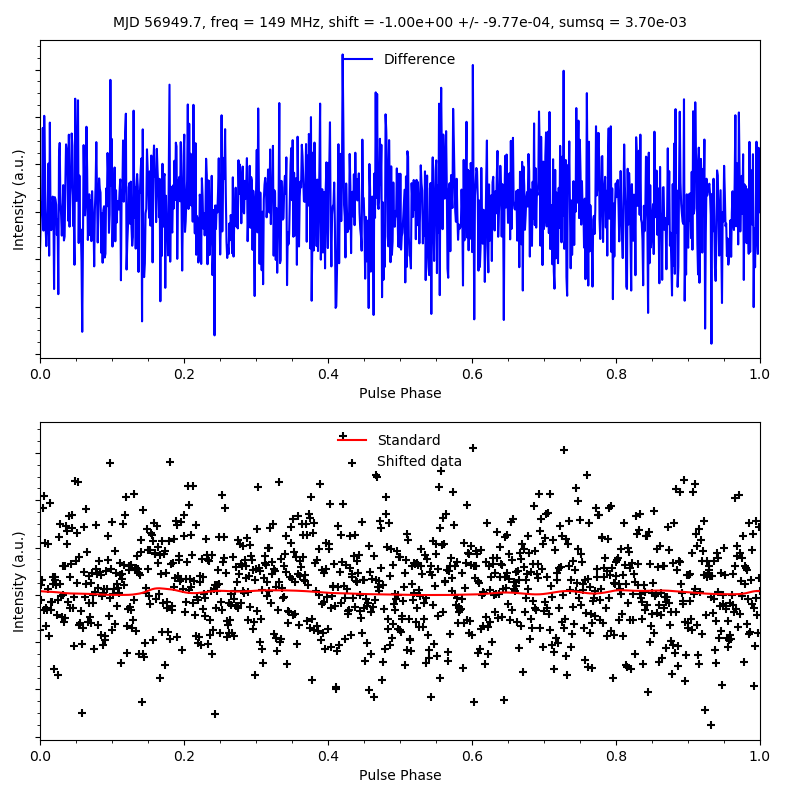 MJD 56949.7, freq = 149 MHz, shift = -1.00e+00 +/- -9.77e-04, sumsq = 3.70e-03
Difference
Intensity (a.u.)
0.0 0.2 0.4 0.6 0.8 1.0
Pulse Phase
Standard
Shifted data
Intensity (a.u.)
0.0 0.2 0.4 0.6 0.8 1.0
Pulse Phase